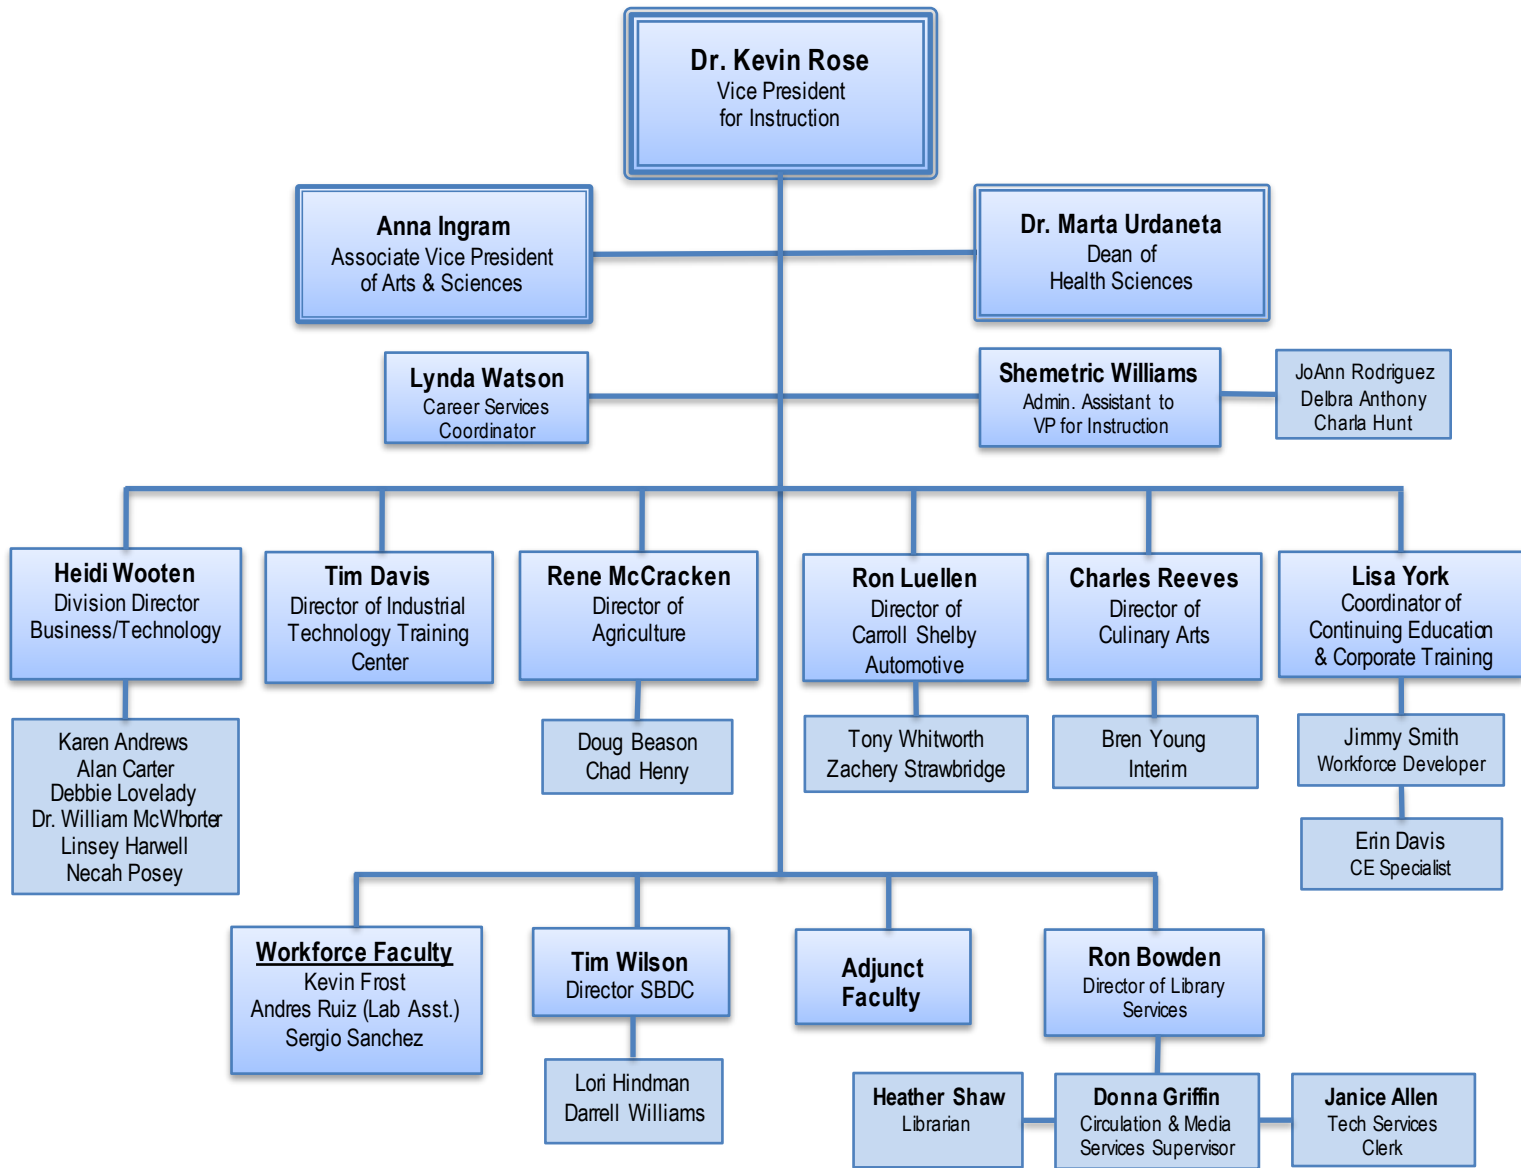 Dr. Kevin Rose
Vice President
for Instruction
Anna Ingram
Associate Vice President
of Arts & Sciences
Dr. Marta Urdaneta
Dean of
Health Sciences
Lynda Watson
Career Services
Coordinator
Shemetric Williams
Admin. Assistant to
VP for Instruction
JoAnn Rodriguez
Delbra Anthony
Charla Hunt
Heidi Wooten
Division Director
Business/Technology
Tim Davis
Director of Industrial
Technology Training
Center
Rene McCracken
Director of
Agriculture
Ron Luellen
Director of
Carroll Shelby
Automotive
Charles Reeves
Director of
Culinary Arts
Lisa York
Coordinator of
Continuing Education
& Corporate Training
Karen Andrews
Alan Carter
Debbie Lovelady
Dr. William McWhorter
Linsey Harwell
Necah Posey
Doug Beason
Chad Henry
Tony Whitworth
Zachery Strawbridge
Bren Young
Interim
Jimmy Smith
Workforce Developer
Erin Davis
CE Specialist
Workforce Faculty
Kevin Frost
Andres Ruiz (Lab Asst.)
Sergio Sanchez
Tim Wilson
Director SBDC
Adjunct
Faculty
Ron Bowden
Director of Library
Services
Lori Hindman
Darrell Williams
Heather Shaw
Librarian
Donna Griffin
Circulation & Media
Services Supervisor
Janice Allen
Tech Services
Clerk